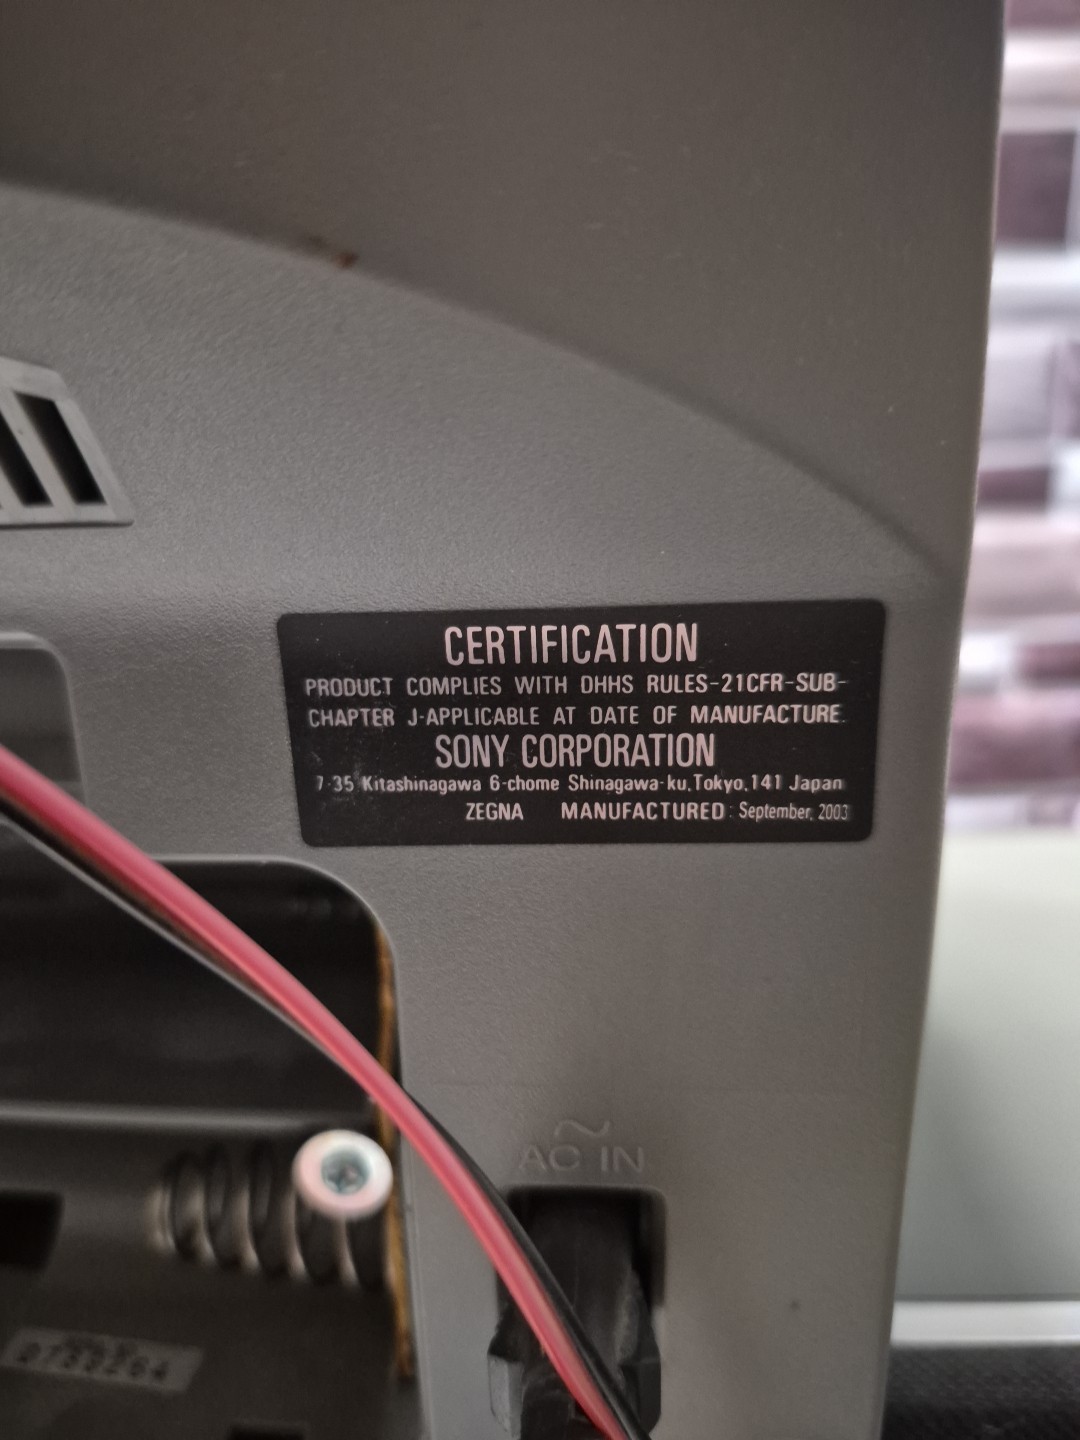 CERTIFICATION
PRODUCT COMPLIES WITH DHHS RULES-21CFR-SUB-
CHAPTER J-APPLICABLE AT DATE OF MANUFACTURE.
SONY CORPORATION
7-35 Kitashinagawa 6-chome Shinagawa-ku,Tokyo,141 Japan
ZEGNA MANUFACTURED: September, 2003
~
AC IN